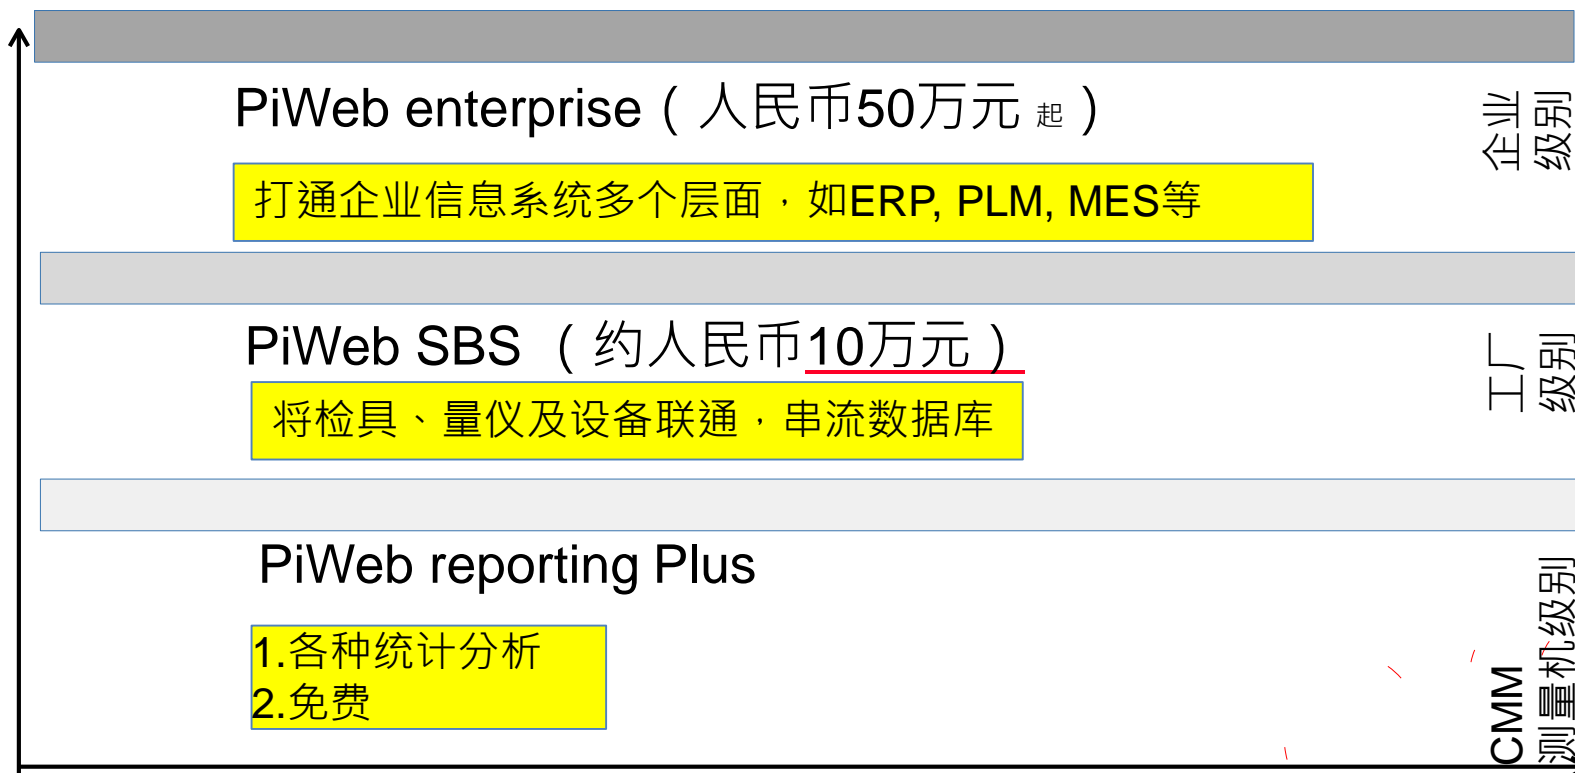 PiWeb enterprise（人民币50万元 起）
企业
级别
打通企业信息系统多个层面，如ERP, PLM, MES等
PiWeb SBS （约人民币10万元）
工厂
级别
将检具、量仪及设备联通，串流数据库
PiWeb reporting Plus
CMM
测量机级别
1.各种统计分析
2.免费